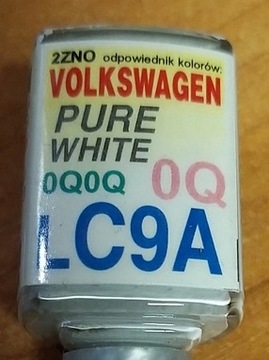 2ZNO odpowiednik kolorów:
VOLKSWAGEN
PURE
WHITE
0Q0Q 0Q
LC9A